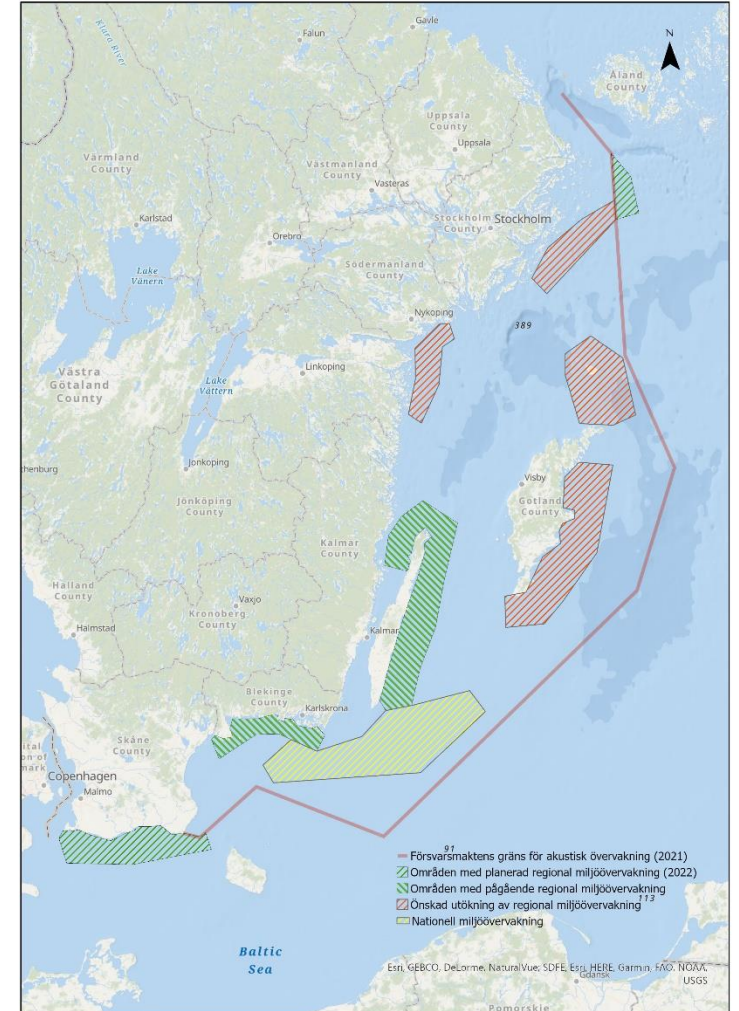 Gavle
Falun
Klara River
N
Åland
County
Uppsala
County
Uppsala
Värmland
County
Västmanland
County
Vasteras
Karlstad
Orebro
Stockholm
County
Stockholm
Södermanland
County
Lake
Vänern
Nykoping
389
Västra
Götaland
County
Linkoping
Lake
Vättern
Jonkoping
Visby
Gotland
County
Jönköping
County
Kalmar
County
Halland
County
Vaxjo
Kronoberg
County
Halmstad
Kalmar
Blekinge
County
Karlskrona
Skåne
County
Copenhagen
Malmo
91
Försvarsmaktens gräns för akustisk övervakning (2021)
Områden med planerad regional miljöövervakning (2022)
Områden med pågående regional miljöövervakning
Önskad utökning av regional miljöövervakning
113
Nationell miljöövervakning
Baltic
Sea
Esri, GEBCO, DeLorme, NaturalVue; SDFE, Esri, HERE, Garmin, FAO, NOAA,
USGS
Gdansk
Pomorskie